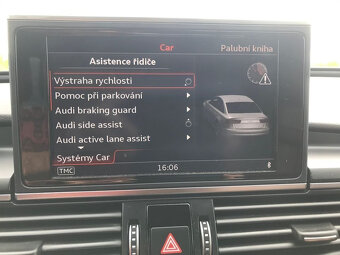 Car
Palubní kniha
Asistence řidiče
Výstraha rychlosti
Pomoc při parkování
Audi braking guard
Audi side assist
Audi active lane assist
Systémy Car
TMC
16:06